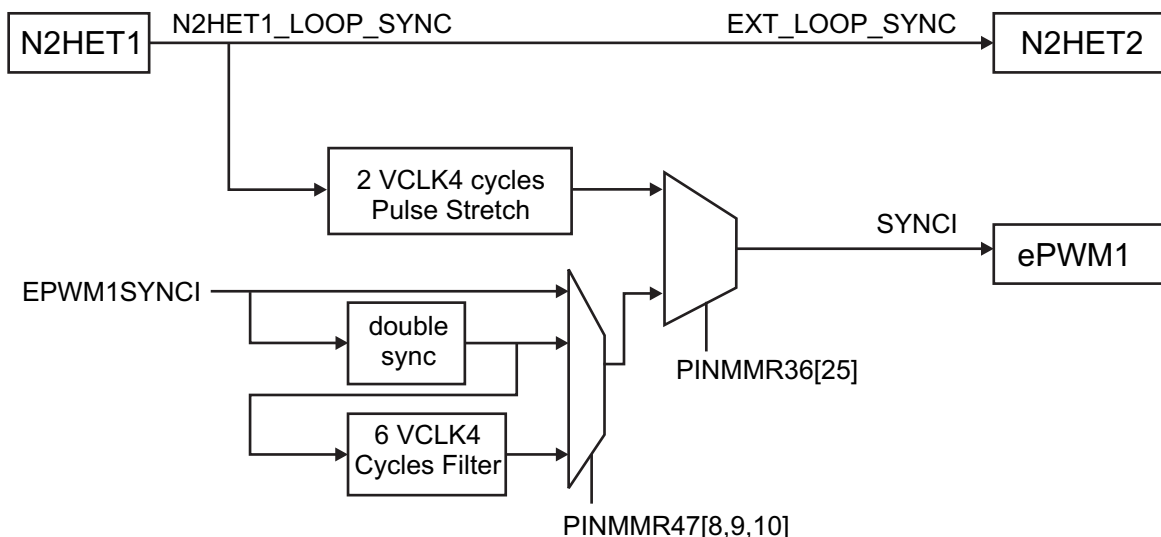 N2HET1
N2HET1_LOOP_SYNC
EXT_LOOP_SYNC
N2HET2
2 VCLK4 cycles
Pulse Stretch
SYNCI
ePWM1
EPWM1SYNCI
double
sync
PINMMR36[25]
6 VCLK4
Cycles Filter
PINMMR47[8,9,10]